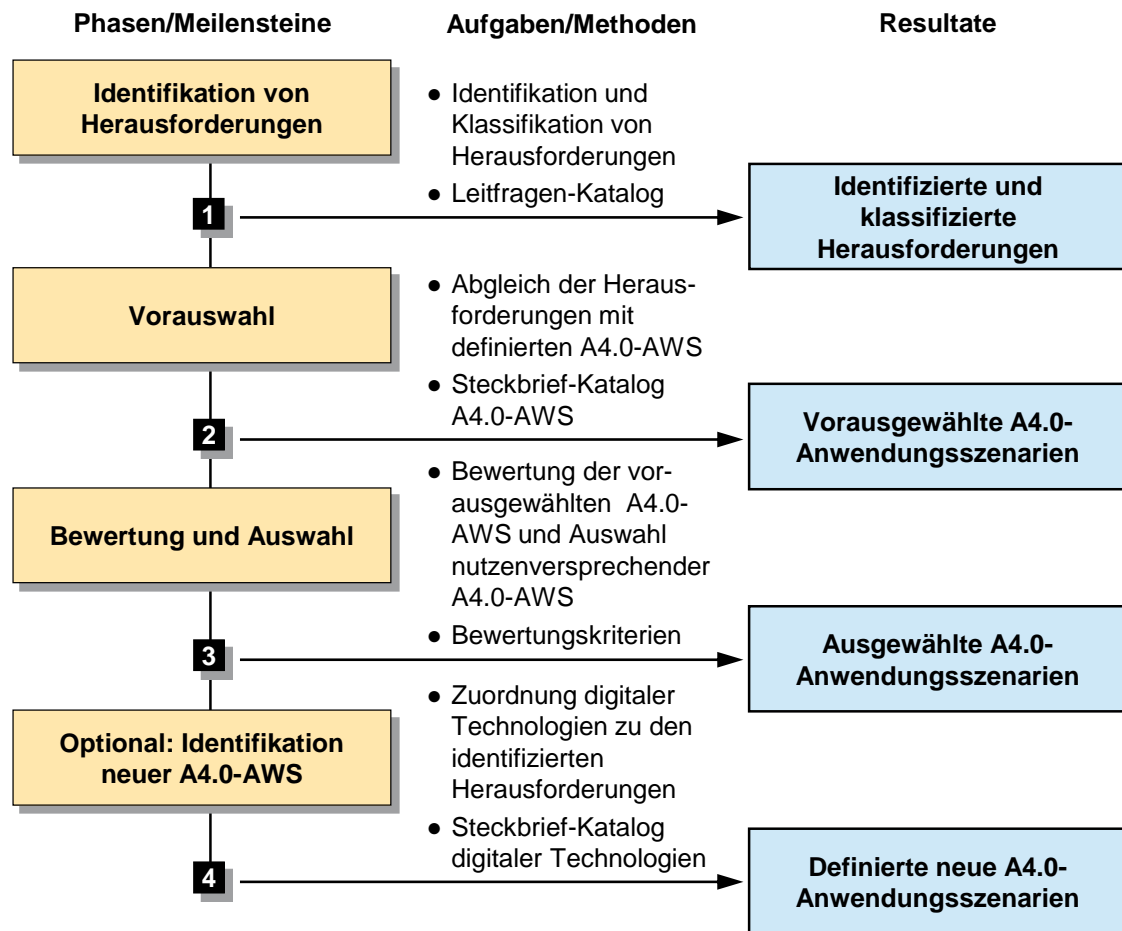 Phasen/Meilensteine
Aufgaben/Methoden
Resultate
Identifikation von
Herausforderungen
● Identifikation und
Klassifikation von
Herausforderungen
● Leitfragen-Katalog
1
Identifizierte und
klassifizierte
Herausforderungen
Vorauswahl
● Abgleich der Heraus-
forderungen mit
definierten A4.0-AWS
● Steckbrief-Katalog
A4.0-AWS
2
Vorausgewählte A4.0-
Anwendungsszenarien
Bewertung und Auswahl
● Bewertung der vor-
ausgewählten A4.0-
AWS und Auswahl
nutzenversprechender
A4.0-AWS
● Bewertungskriterien
3
Ausgewählte A4.0-
Anwendungsszenarien
Optional: Identifikation
neuer A4.0-AWS
● Zuordnung digitaler
Technologien zu den
identifizierten
Herausforderungen
● Steckbrief-Katalog
digitaler Technologien
4
Definierte neue A4.0-
Anwendungsszenarien